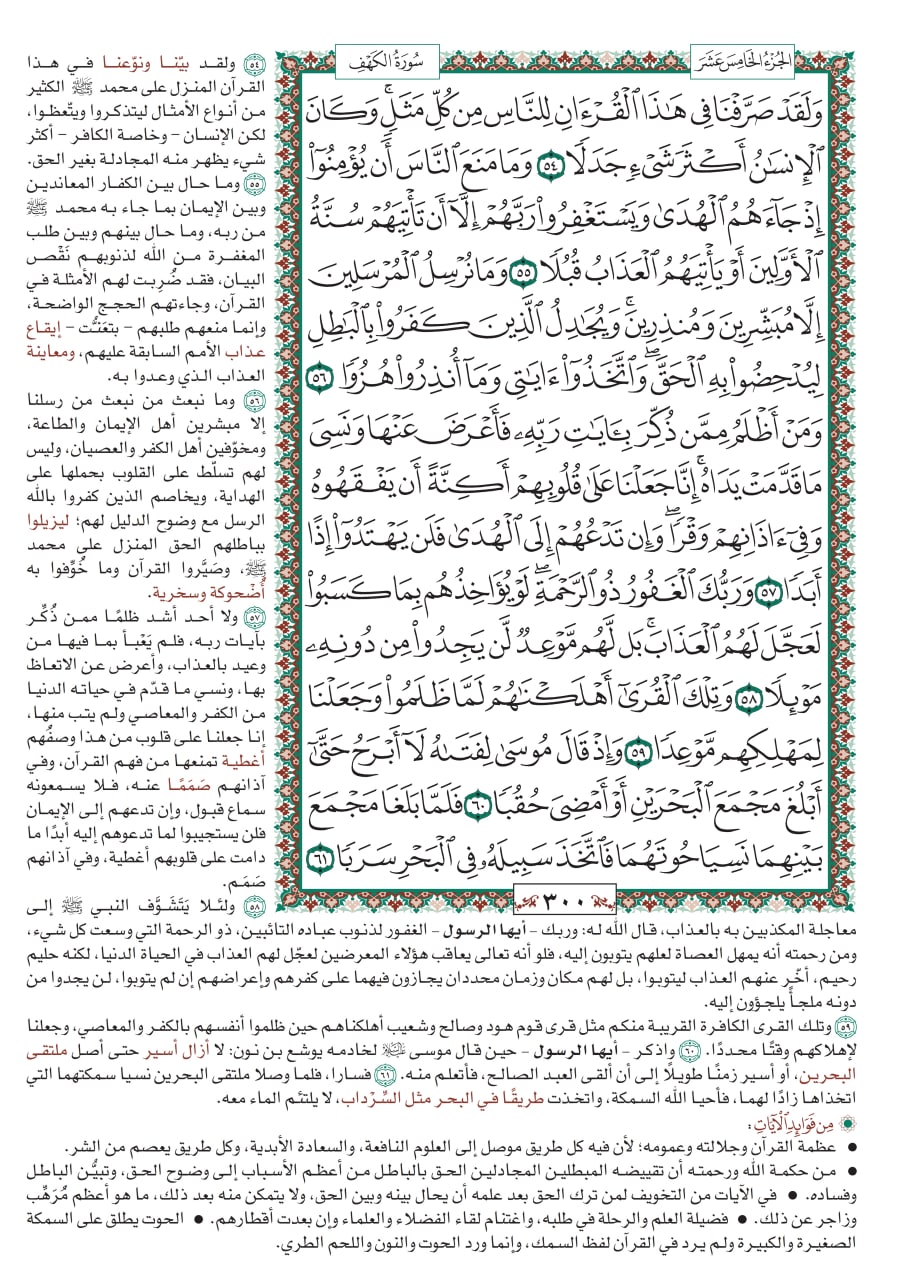 الجُزْءُ الخَامِسَ عَشَرَ
سُورَةُ الكَهْفِ
وَلَقَدْ صَرَّفْنَا فِي هَٰذَا ٱلْقُرْءَانِ لِلنَّاسِ مِن كُلِّ مَثَلٍۚ وَكَانَ
ٱلْإِنسَٰنُ أَكْثَرَ شَىْءٍ جَدَلًا ٥٤ وَمَا مَنَعَ ٱلنَّاسَ أَن يُؤْمِنُوٓا۟
إِذْ جَآءَهُمُ ٱلْهُدَىٰ وَيَسْتَغْفِرُوا۟ رَبَّهُمْ إِلَّآ أَن تَأْتِيَهُمْ سُنَّةُ
ٱلْأَوَّلِينَ أَوْ يَأْتِيَهُمُ ٱلْعَذَابُ قُبُلًا ٥٥ وَمَا نُرْسِلُ ٱلْمُرْسَلِينَ
إِلَّا مُبَشِّرِينَ وَمُنذِرِينَۚ وَيُجَٰدِلُ ٱلَّذِينَ كَفَرُوا۟ بِٱلْبَٰطِلِ
لِيُدْحِضُوا۟ بِهِ ٱلْحَقَّۖ وَٱتَّخَذُوٓا۟ ءَايَٰتِى وَمَآ أُنذِرُوا۟ هُزُوًا ٥٦
وَمَنْ أَظْلَمُ مِمَّن ذُكِّرَ بِـَٔايَٰتِ رَبِّهِۦ فَأَعْرَضَ عَنْهَا وَنَسِىَ
مَا قَدَّمَتْ يَدَاهُۚ إِنَّا جَعَلْنَا عَلَىٰ قُلُوبِهِمْ أَكِنَّةً أَن يَفْقَهُوهُ
وَفِىٓ ءَاذَانِهِمْ وَقْرًاۖ وَإِن تَدْعُهُمْ إِلَى ٱلْهُدَىٰ فَلَن يَهْتَدُوٓا۟ إِذًا
أَبَدًا ٥٧ وَرَبُّكَ ٱلْغَفُورُ ذُو ٱلرَّحْمَةِۖ لَوْ يُؤَاخِذُهُم بِمَا كَسَبُوا۟
لَعَجَّلَ لَهُمُ ٱلْعَذَابَۚ بَل لَّهُم مَّوْعِدٌ لَّن يَجِدُوا۟ مِن دُونِهِۦ
مَوْئِلًا ٥٨ وَتِلْكَ ٱلْقُرَىٰٓ أَهْلَكْنَٰهُمْ لَمَّا ظَلَمُوا۟ وَجَعَلْنَا
لِمَهْلِكِهِم مَّوْعِدًا ٥٩ وَإِذْ قَالَ مُوسَىٰ لِفَتَىٰهُ لَآ أَبْرَحُ حَتَّىٰٓ
أَبْلُغَ مَجْمَعَ ٱلْبَحْرَيْنِ أَوْ أَمْضِىَ حُقُبًا ٦٠ فَلَمَّا بَلَغَا مَجْمَعَ
بَيْنِهِمَا نَسِيَا حُوتَهُمَا فَٱتَّخَذَ سَبِيلَهُۥ فِى ٱلْبَحْرِ سَرَبًا ٦١
٣٠٠
٥٤ ولقد بيّنا ونوّعنا في هذا
القرآن المنزل على محمد ﷺ الكثير
من أنواع الأمثال ليتذكروا ويتّعظوا،
لكن الإنسان - وخاصة الكافر - أكثر
شيء يظهر منه المجادلة بغير الحق.
٥٥ وما حال بين الكفار المعاندين
وبين الإيمان بما جاء به محمد ﷺ
من ربه، وما حال بينهم وبين طلب
المغفرة من الله لذنوبهم نَقْص
البيان، فقد ضُرِبت لهم الأمثلة في
القرآن، وجاءتهم الحجج الواضحة،
وإنما منعهم طلبهم - بتعنُّت - إيقاع
عذاب الأمم السابقة عليهم، ومعاينة
العذاب الذي وعدوا به.
٥٦ وما نبعث من نبعث من رسلنا
إلا مبشرين أهل الإيمان والطاعة،
ومخوّفين أهل الكفر والعصيان، وليس
لهم تسلّط على القلوب بحملها على
الهداية، ويخاصم الذين كفروا بالله
الرسل مع وضوح الدليل لهم؛ ليزيلوا
بباطلهم الحق المنزل على محمد
ﷺ، وصَيَّروا القرآن وما خُوِّفوا به
أُضْحوكة وسخرية.
٥٧ ولا أحد أشد ظلمًا ممن ذُكِّر
بآيات ربه، فلم يَعْبأ بما فيها من
وعيد بالعذاب، وأعرض عن الاتعاظ
بها، ونسي ما قدّم في حياته الدنيا
من الكفر والمعاصي ولم يتب منها،
إنا جعلنا على قلوب من هذا وصفُهم
أغطية تمنعها من فهم القرآن، وفي
آذانهم صَمَمًا عنه، فلا يسمعونه
سماع قبول، وإن تدعهم إلى الإيمان
فلن يستجيبوا لما تدعوهم إليه أبدًا ما
دامت على قلوبهم أغطية، وفي آذانهم
صَمَم.
٥٨ ولئلا يَتَشَوَّف النبي ﷺ إلى
معاجلة المكذبين به بالعذاب، قال الله له: وربك - أيها الرسول - الغفور لذنوب عباده التائبين، ذو الرحمة التي وسعت كل شيء،
ومن رحمته أنه يمهل العصاة لعلهم يتوبون إليه، فلو أنه تعالى يعاقب هؤلاء المعرضين لعجّل لهم العذاب في الحياة الدنيا، لكنه حليم
رحيم، أخّر عنهم العذاب ليتوبوا، بل لهم مكان وزمان محددان يجازون فيهما على كفرهم وإعراضهم إن لم يتوبوا، لن يجدوا من
دونه ملجأً يلجؤون إليه.
٥٩ وتلك القرى الكافرة القريبة منكم مثل قرى قوم هود وصالح وشعيب أهلكناهم حين ظلموا أنفسهم بالكفر والمعاصي، وجعلنا
لإهلاكهم وقتًا محددًا. ٦٠ واذكر - أيها الرسول - حين قال موسى ﷺ لخادمه يوشع بن نون: لا أزال أسير حتى أصل ملتقى
البحرين، أو أسير زمنًا طويلًا إلى أن ألقى العبد الصالح، فأتعلم منه. ٦١ فسارا، فلما وصلا ملتقى البحرين نسيا سمكتهما التي
اتخذاها زادًا لهما، فأحيا الله السمكة، واتخذت طريقًا في البحر مثل السِّرْداب، لا يلتئم الماء معه.
مِن فَوَائِدِ الآيَاتِ:
• عظمة القرآن وجلالته وعمومه؛ لأن فيه كل طريق موصل إلى العلوم النافعة، والسعادة الأبدية، وكل طريق يعصم من الشر.
• من حكمة الله ورحمته أن تقييضه المبطلين المجادلين الحق بالباطل من أعظم الأسباب إلى وضوح الحق، وتبيُّن الباطل
وفساده. • في الآيات من التخويف لمن ترك الحق بعد علمه أن يحال بينه وبين الحق، ولا يتمكن منه بعد ذلك، ما هو أعظم مُرَهِّب
وزاجر عن ذلك. • فضيلة العلم والرحلة في طلبه، واغتنام لقاء الفضلاء والعلماء وإن بعدت أقطارهم. • الحوت يطلق على السمكة
الصغيرة والكبيرة ولم يرد في القرآن لفظ السمك، وإنما ورد الحوت والنون واللحم الطري.